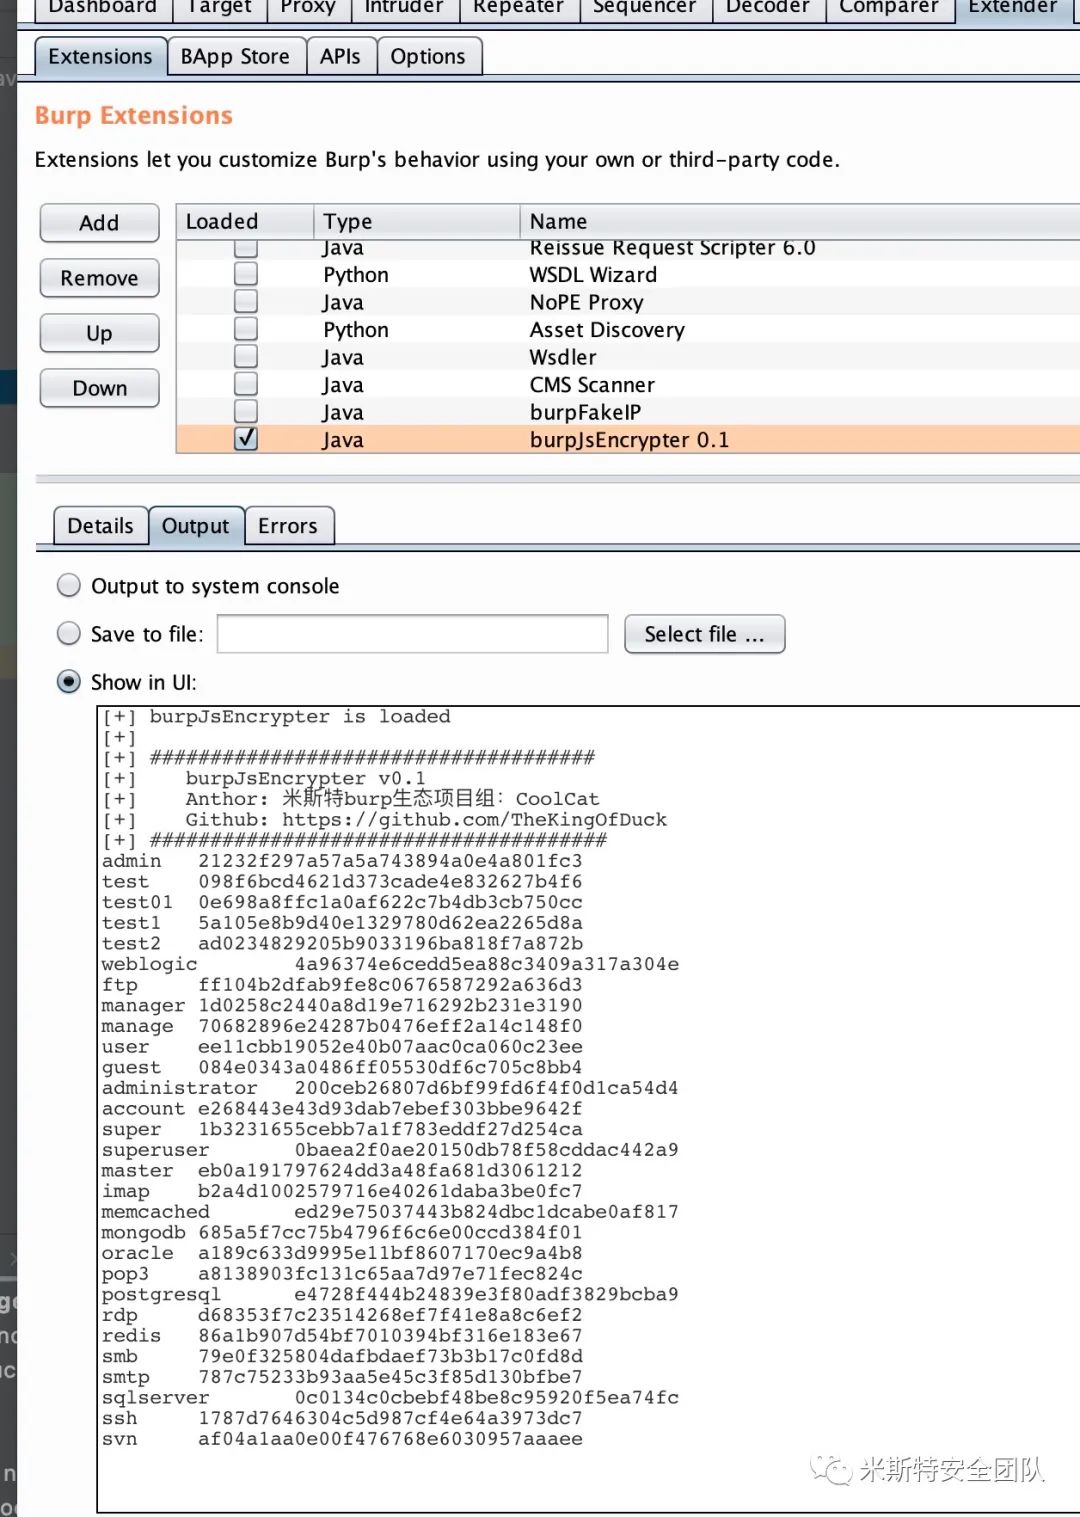 Dashboard Target Proxy Intruder Repeater Sequencer Decoder Comparer Extender
Extensions BApp Store APIs Options
Burp Extensions
Extensions let you customize Burp's behavior using your own or third-party code.
Add
Remove
Up
Down
Loaded Type Name
Java Reissue Request Scripter 6.0
Python WSDL Wizard
Java NoPE Proxy
Python Asset Discovery
Java Wsdler
Java CMS Scanner
Java burpFakeIP
Java burpJsEncrypter 0.1
Details Output Errors
Output to system console
Save to file: Select file ...
Show in UI:
[+] burpJsEncrypter is loaded
[+]
[+] #####################################
[+] burpJsEncrypter v0.1
[+] Anthor: 米斯特burp生态项目组：CoolCat
[+] Github: https://github.com/TheKingOfDuck
[+] ######################################
admin 21232f297a57a5a743894a0e4a801fc3
test 098f6bcd4621d373cade4e832627b4f6
test01 0e698a8ffc1a0af622c7b4db3cb750cc
test1 5a105e8b9d40e1329780d62ea2265d8a
test2 ad0234829205b9033196ba818f7a872b
weblogic 4a96374e6cedd5ea88c3409a317a304e
ftp ff104b2dfab9fe8c0676587292a636d3
manager 1d0258c2440a8d19e716292b231e3190
manage 70682896e24287b0476eff2a14c148f0
user ee11cbb19052e40b07aac0ca060c23ee
guest 084e0343a0486ff05530df6c705c8bb4
administrator 200ceb26807d6bf99fd6f4f0d1ca54d4
account e268443e43d93dab7ebef303bbe9642f
super 1b3231655cebb7a1f783eddf27d254ca
superuser 0baea2f0ae20150db78f58cddac442a9
master eb0a191797624dd3a48fa681d3061212
imap b2a4d1002579716e40261daba3be0fc7
memcached ed29e75037443b824dbc1dcabe0af817
mongodb 685a5f7cc75b4796f6c6e00ccd384f01
oracle a189c633d9995e11bf8607170ec9a4b8
pop3 a8138903fc131c65aa7d97e71fec824c
postgresql e4728f444b24839e3f80adf3829bcba9
rdp d68353f7c23514268ef7f41e8a8c6ef2
redis 86a1b907d54bf7010394bf316e183e67
smb 79e0f325804dafbdaef73b3b17c0fd8d
smtp 787c75233b93aa5e45c3f85d130bfbe7
sqlserver 0c0134c0cbebf48be8c95920f5ea74fc
ssh 1787d7646304c5d987cf4e64a3973dc7
svn af04a1aa0e00f476768e6030957aaaee
米斯特安全团队